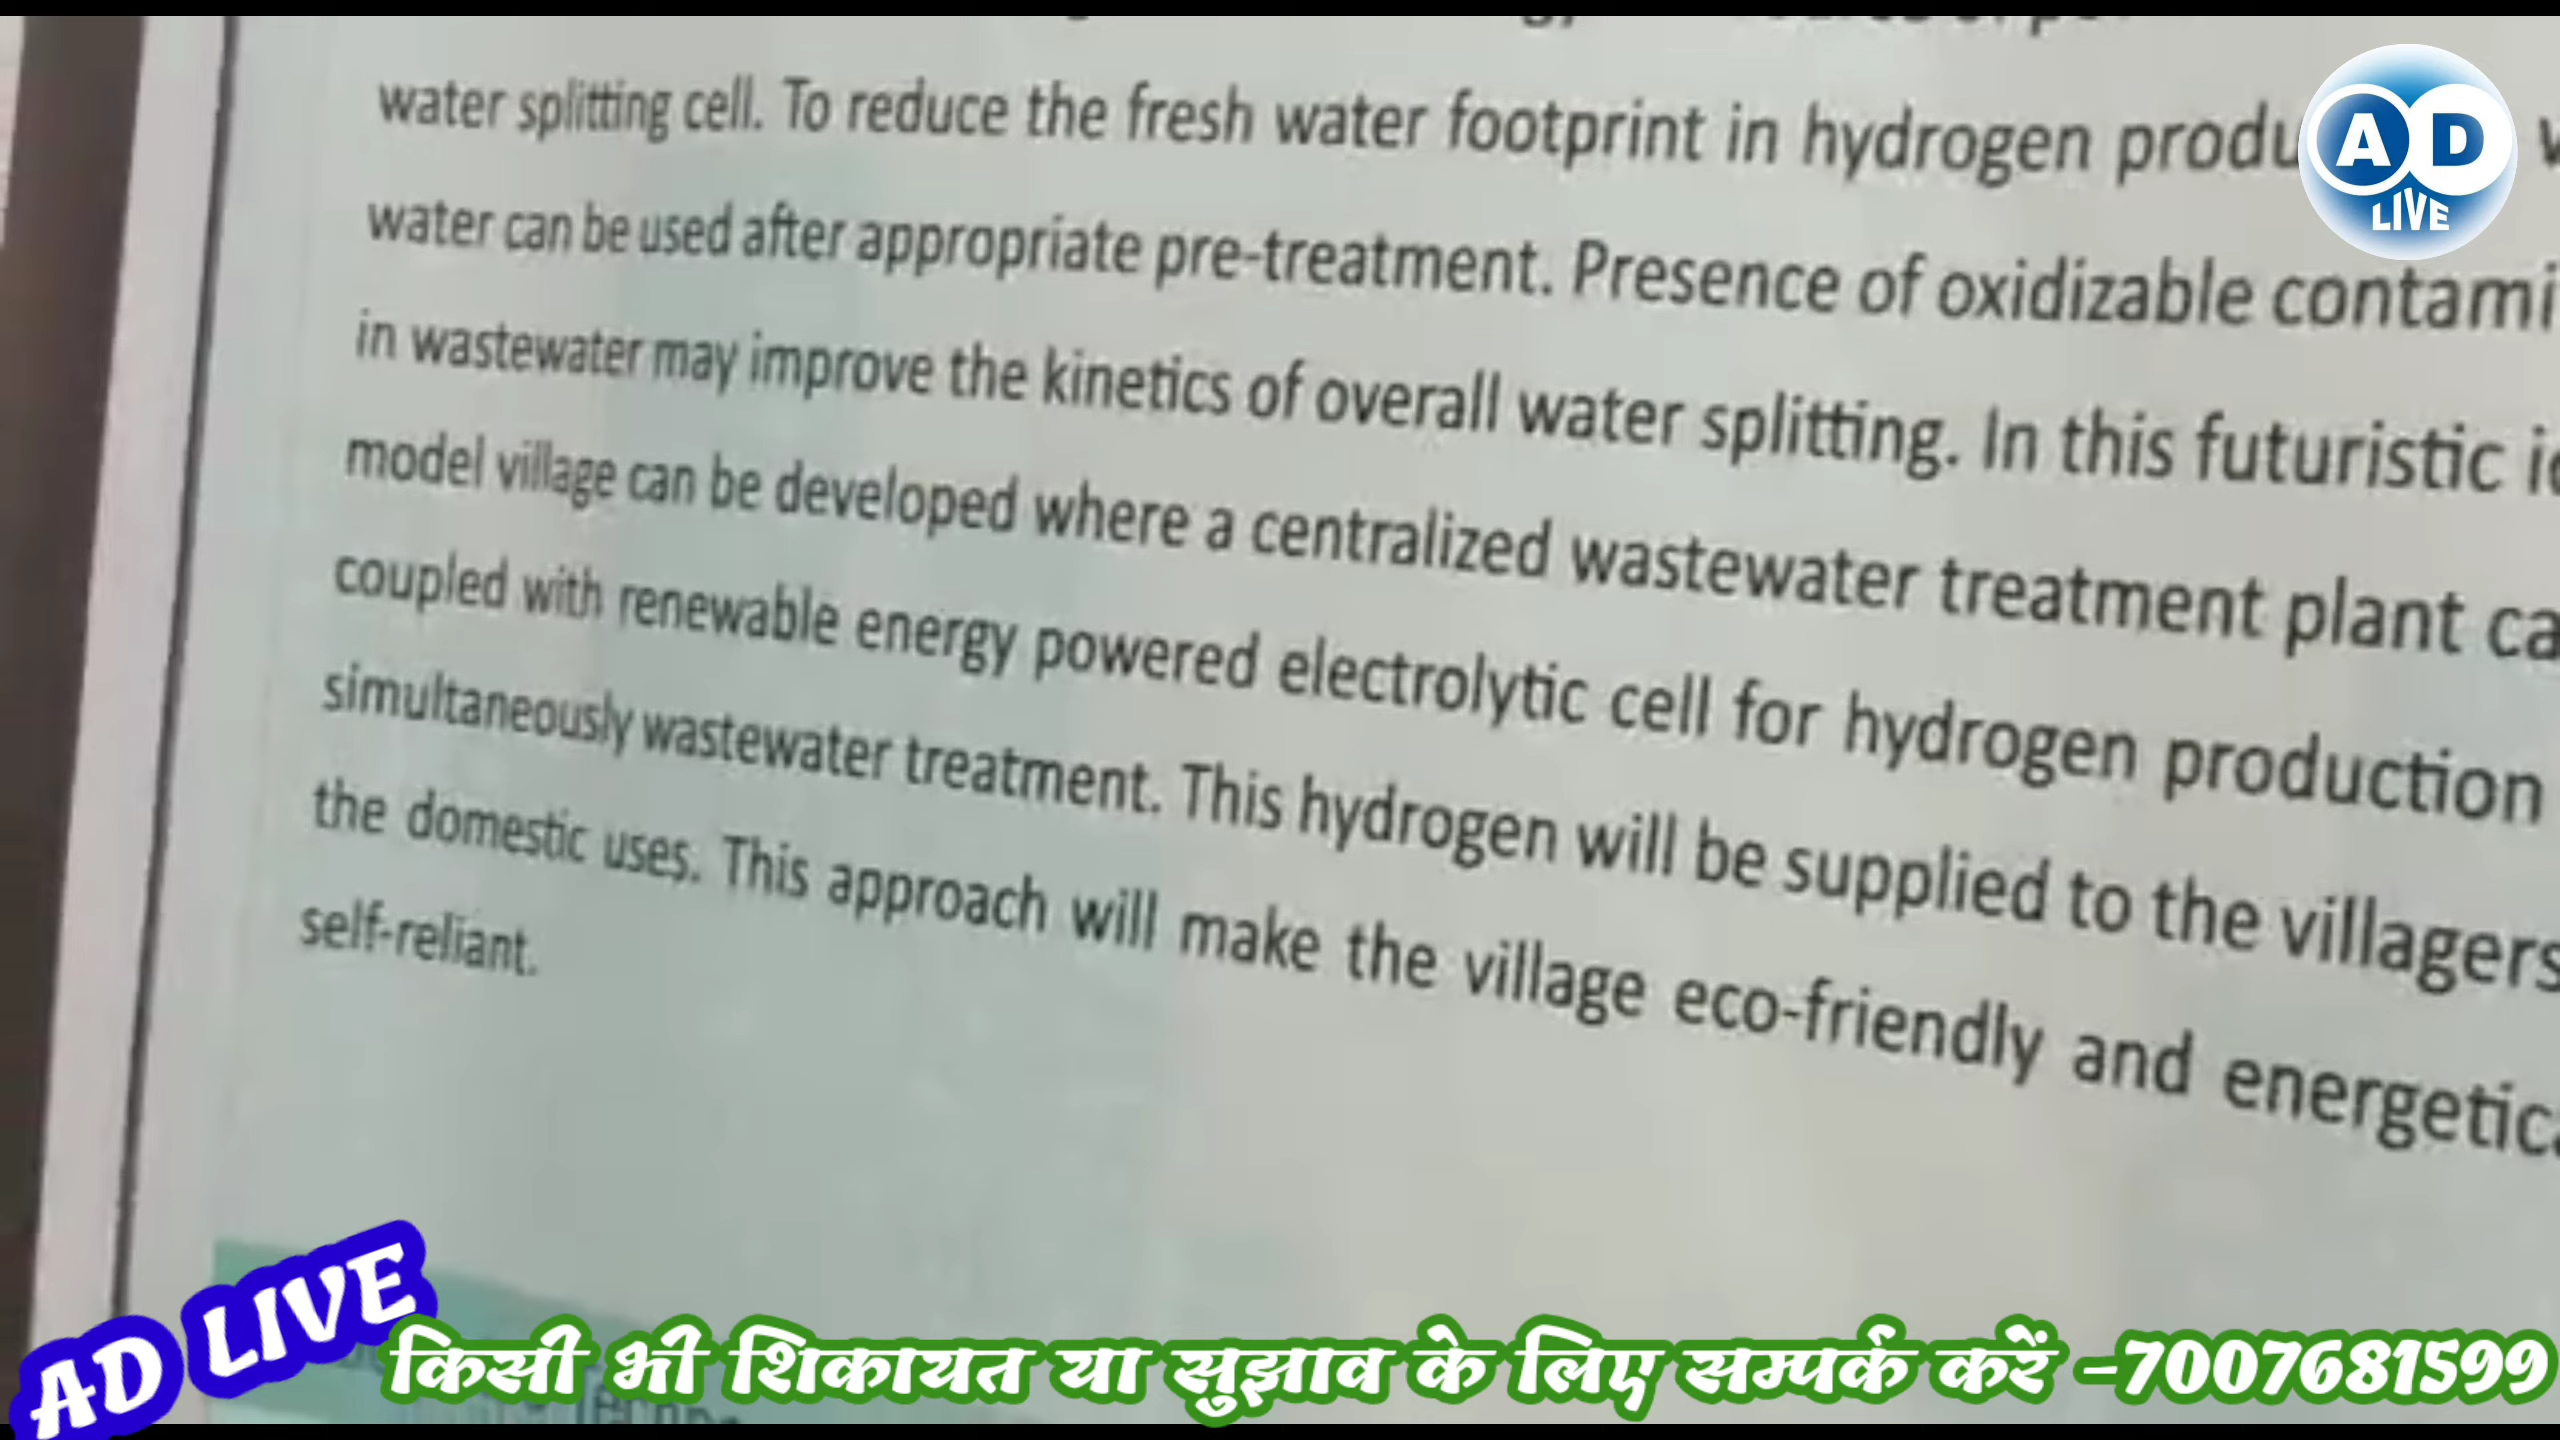 water splitting cell. To reduce the fresh water footprint in hydrogen produ
water can be used after appropriate pre-treatment. Presence of oxidizable contami
in wastewater may improve the kinetics of overall water splitting. In this futuristic
model village can be developed where a centralized wastewater treatment plant ca
coupled with renewable energy powered electrolytic cell for hydrogen production
simultaneously wastewater treatment. This hydrogen will be supplied to the villagers
the domestic uses. This approach will make the village eco-friendly and energetic
self-reliant.
AD
LIVE
AD LIVE
किसी भी शिकायत या सुझाव के लिए सम्पर्क करें -7007681599